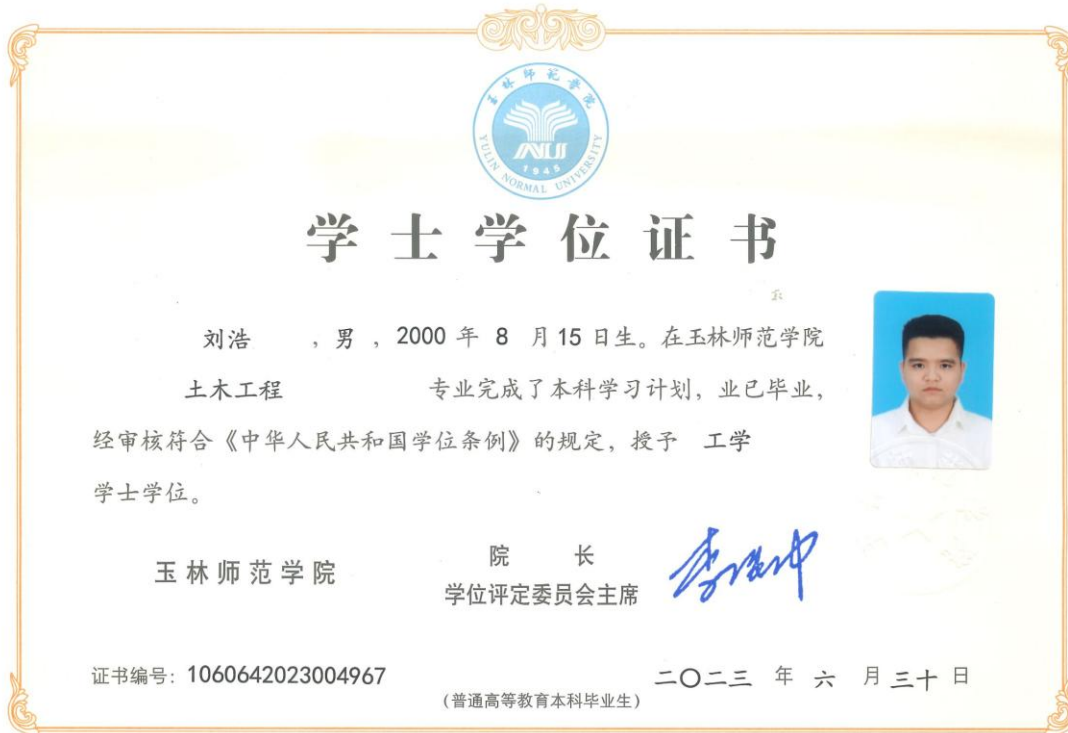 玉林师范学院
YULIN NORMAL UNIVERSITY
YNU
1945
学士学位证书
刘浩 ,男,2000 年 8 月 15 日生。在玉林师范学院
土木工程 专业完成了本科学习计划,业已毕业,
经审核符合《中华人民共和国学位条例》的规定,授予 工学
学士学位。
玉林师范学院
院 长
学位评定委员会主席
证书编号:1060642023004967
二〇二三 年 六 月 三十 日
(普通高等教育本科毕业生)